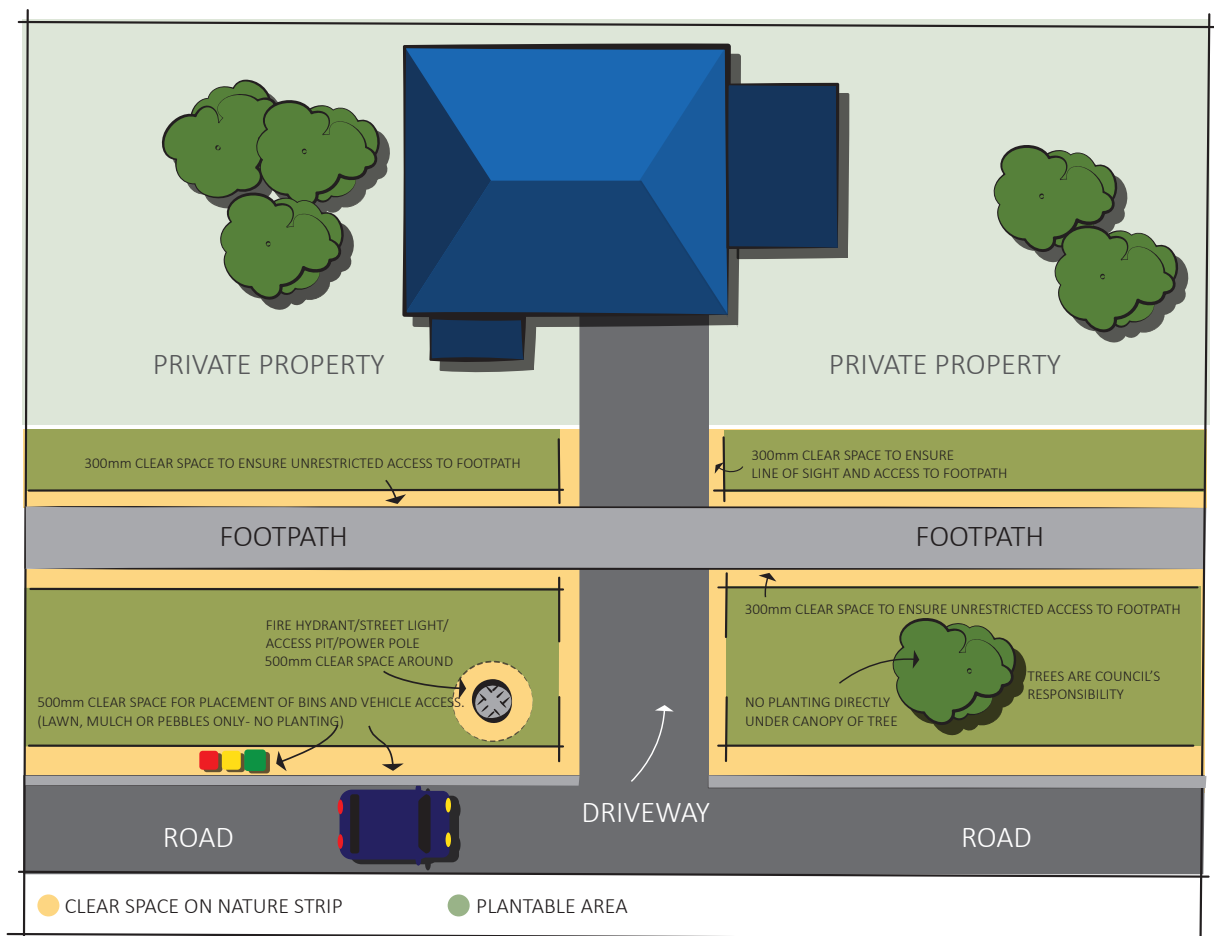 PRIVATE PROPERTY
PRIVATE PROPERTY
300mm CLEAR SPACE TO ENSURE UNRESTRICTED ACCESS TO FOOTPATH
300mm CLEAR SPACE TO ENSURE
LINE OF SIGHT AND ACCESS TO FOOTPATH
FOOTPATH
FOOTPATH
300mm CLEAR SPACE TO ENSURE UNRESTRICTED ACCESS TO FOOTPATH
FIRE HYDRANT/STREET LIGHT/
ACCESS PIT/POWER POLE
500mm CLEAR SPACE AROUND
500mm CLEAR SPACE FOR PLACEMENT OF BINS AND VEHICLE ACCESS.
(LAWN, MULCH OR PEBBLES ONLY- NO PLANTING)
TREES ARE COUNCIL'S
RESPONSIBILITY
NO PLANTING DIRECTLY
UNDER CANOPY OF TREE
DRIVEWAY
ROAD
ROAD
CLEAR SPACE ON NATURE STRIP
PLANTABLE AREA